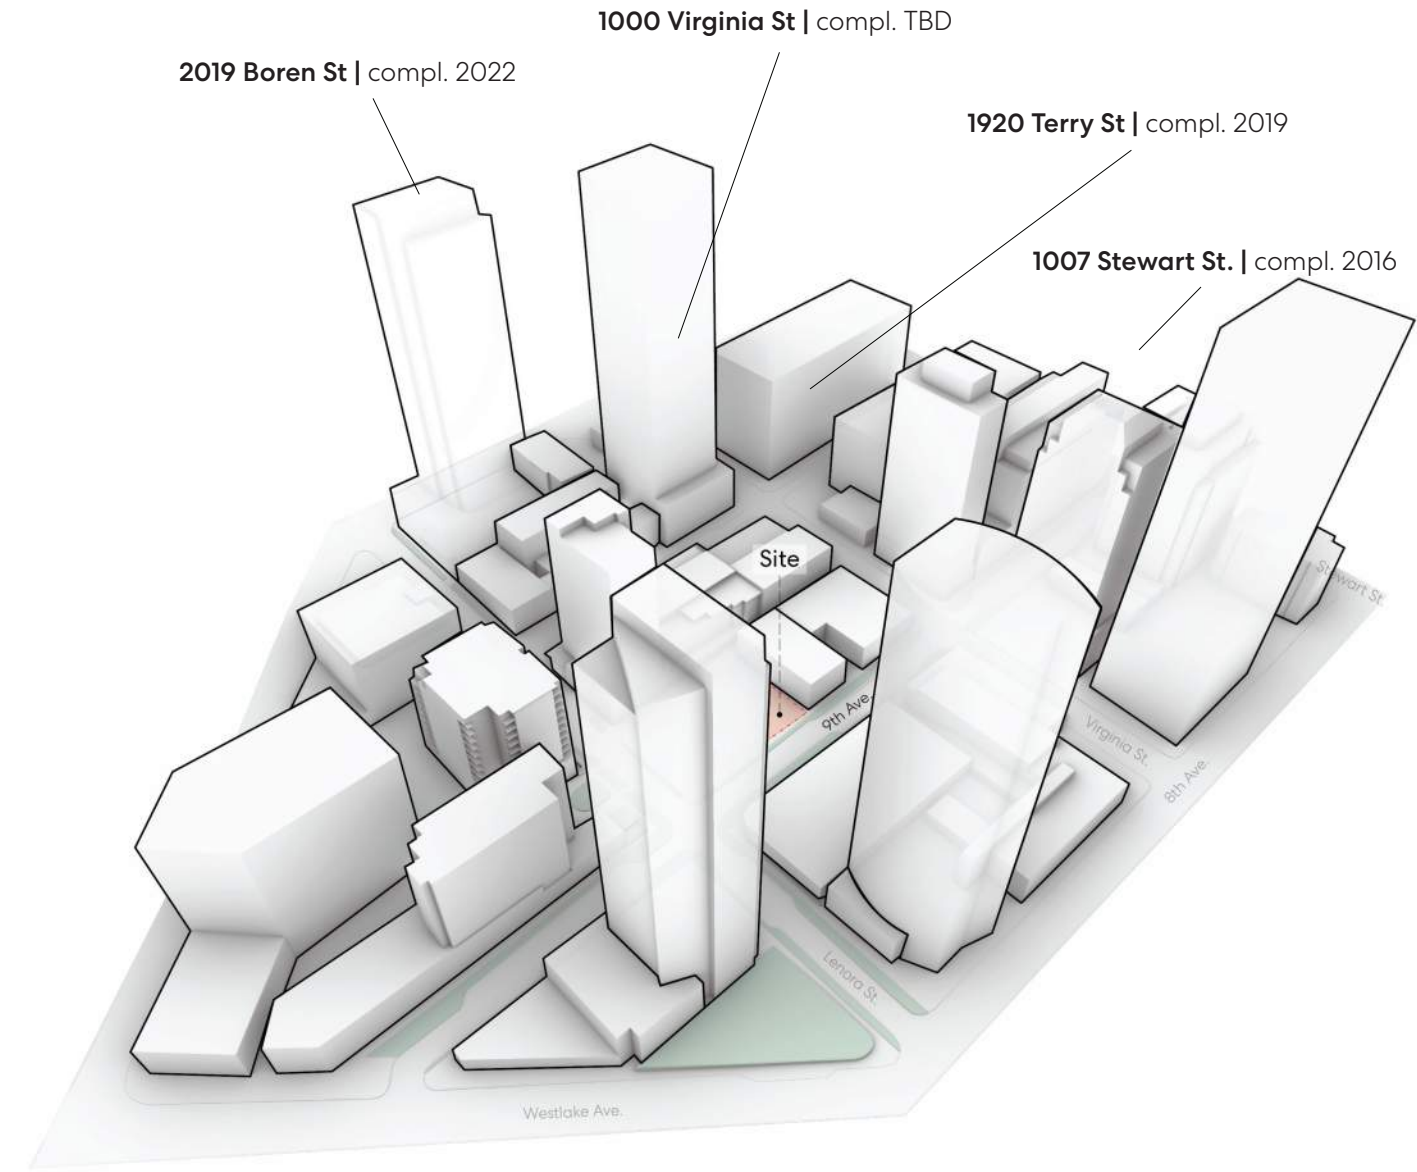 1000 Virginia St | compl. TBD
2019 Boren St | compl. 2022
1920 Terry St | compl. 2019
1007 Stewart St. | compl. 2016
Site
Stewart St.
9th Ave.
Virginia St.
8th Ave.
Lenora St.
Westlake Ave.